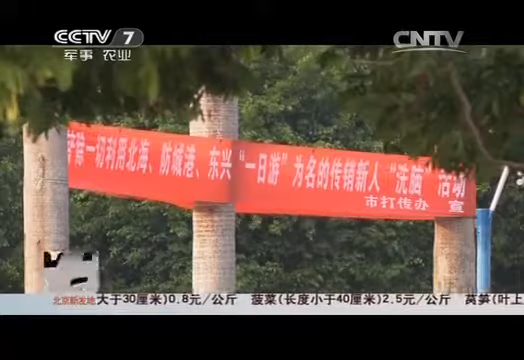 CCTV 7
军事 农业
CNTV
除一切利用北海、防城港、东兴“一日游”为名的传销新人“洗脑”活动
市打传办 宣
北京新发地 大于30厘米)0.8元/公斤 菠菜(长度小于40厘米)2.5元/公斤 莴笋(叶上